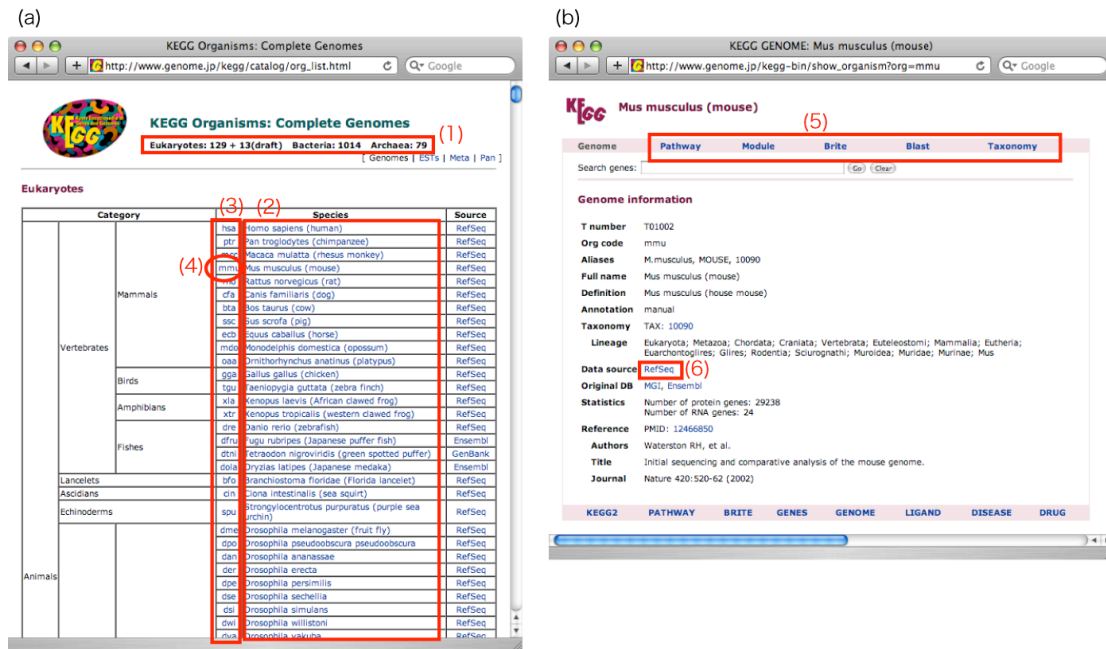 (a)
KEGG Organisms: Complete Genomes
http://www.genome.jp/kegg/catalog/org_list.html
Google
KEGG
KEGG Organisms: Complete Genomes
Eukaryotes: 129 + 13(draft) Bacteria: 1014 Archaea: 79
(1)
[ Genomes | ESTs | Meta | Pan ]
Eukaryotes
(3) (2)
Category Species Source
hsa Homo sapiens (human) RefSeq
ptr Pan troglodytes (chimpanzee) RefSeq
mcc Macaca mulatta (rhesus monkey) RefSeq
(4) mmu Mus musculus (mouse) RefSeq
rno Rattus norvegicus (rat) RefSeq
Mammals cfa Canis familiaris (dog) RefSeq
bta Bos taurus (cow) RefSeq
ssc Sus scrofa (pig) RefSeq
ecb Equus caballus (horse) RefSeq
Vertebrates mdo Monodelphis domestica (opossum) RefSeq
oaa Ornithorhynchus anatinus (platypus) RefSeq
Birds gga Gallus gallus (chicken) RefSeq
tgu Taeniopygia guttata (zebra finch) RefSeq
Amphibians xla Xenopus laevis (African clawed frog) RefSeq
xtr Xenopus tropicalis (western clawed frog) RefSeq
dre Danio rerio (zebrafish) RefSeq
Fishes dfru Fugu rubripes (Japanese puffer fish) Ensembl
dtni Tetraodon nigroviridis (green spotted puffer) GenBank
dola Oryzias latipes (Japanese medaka) Ensembl
Lancelets bfo Branchiostoma floridae (Florida lancelet) RefSeq
Ascidians cin Ciona intestinalis (sea squirt) RefSeq
Echinoderms spu Strongylocentrotus purpuratus (purple sea urchin) RefSeq
dme Drosophila melanogaster (fruit fly) RefSeq
dpo Drosophila pseudoobscura pseudoobscura RefSeq
dan Drosophila ananassae RefSeq
Animals der Drosophila erecta RefSeq
dpe Drosophila persimilis RefSeq
dse Drosophila sechellia RefSeq
dsi Drosophila simulans RefSeq
dwi Drosophila willistoni RefSeq
dya Drosophila yakuba RefSeq
(b)
KEGG GENOME: Mus musculus (mouse)
http://www.genome.jp/kegg-bin/show_organism?org=mmu
Google
KEGG Mus musculus (mouse)
(5)
Genome Pathway Module Brite Blast Taxonomy
Search genes: Go Clear
Genome information
T number T01002
Org code mmu
Aliases M.musculus, MOUSE, 10090
Full name Mus musculus (mouse)
Definition Mus musculus (house mouse)
Annotation manual
Taxonomy TAX: 10090
Lineage Eukaryota; Metazoa; Chordata; Craniata; Vertebrata; Euteleostomi; Mammalia; Eutheria;
Euarchontoglires; Glires; Rodentia; Sciurognathi; Muroidea; Muridae; Murinae; Mus
Data source RefSeq (6)
Original DB MGI, Ensembl
Statistics Number of protein genes: 29238
Number of RNA genes: 24
Reference PMID: 12466850
Authors Waterston RH, et al.
Title Initial sequencing and comparative analysis of the mouse genome.
Journal Nature 420:520-62 (2002)
KEGG2 PATHWAY BRITE GENES GENOME LIGAND DISEASE DRUG